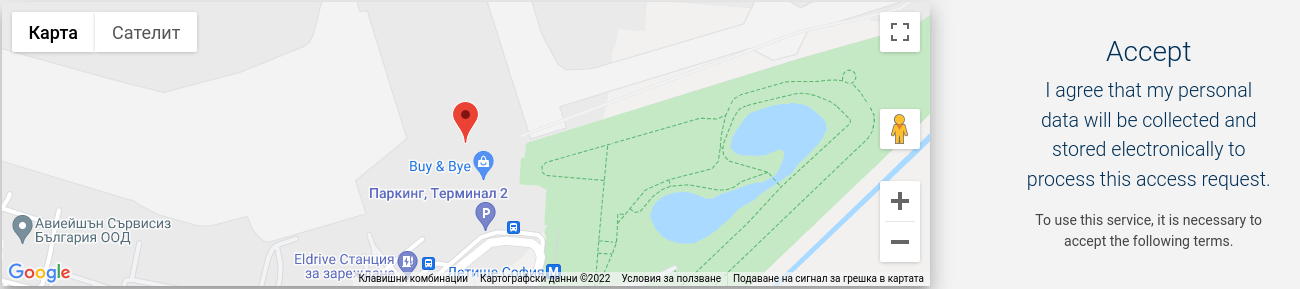 Карта
Сателит
Buy & Bye
Паркинг, Терминал 2
P
Авиейшън Сървисиз
България ООД
Eldrive Станция
за зареждане
Летище София
M
Google
Клавишни комбинации
Картографски данни ©2022
Условия за ползване
Подаване на сигнал за грешка в картата
Accept
I agree that my personal
data will be collected and
stored electronically to
process this access request.
To use this service, it is necessary to
accept the following terms.